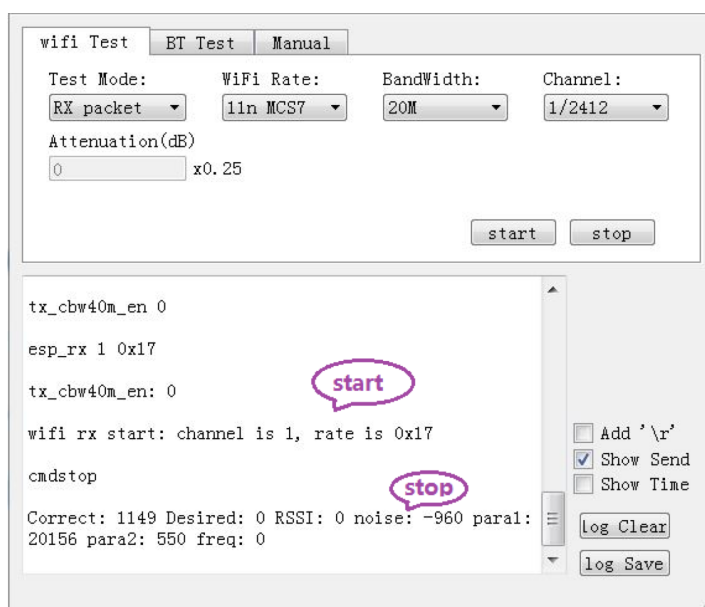 wifi Test BT Test Manual
Test Mode: WiFi Rate: BandWidth: Channel:
RX packet 11n MCS7 20M 1/2412
Attenuation(dB)
0 x0.25
start stop
tx_cbw40m_en 0
esp_rx 1 0x17
tx_cbw40m_en: 0
start
wifi rx start: channel is 1, rate is 0x17
cmdstop
stop
Correct: 1149 Desired: 0 RSSI: 0 noise: -960 para1:
20156 para2: 550 freq: 0
Add '\r'
Show Send
Show Time
log Clear
log Save